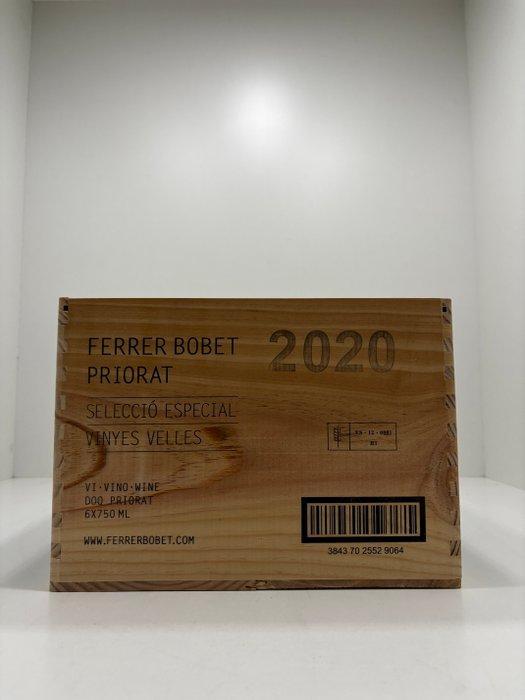 FERRER BOBET
PRIORAT
2020
SELECCIÓ ESPECIAL
VINYES VELLES
VI·VINO·WINE
DOQ PRIORAT
6X750 ML
WWW.FERRERBOBET.COM
HT
3843 70 2552 9064